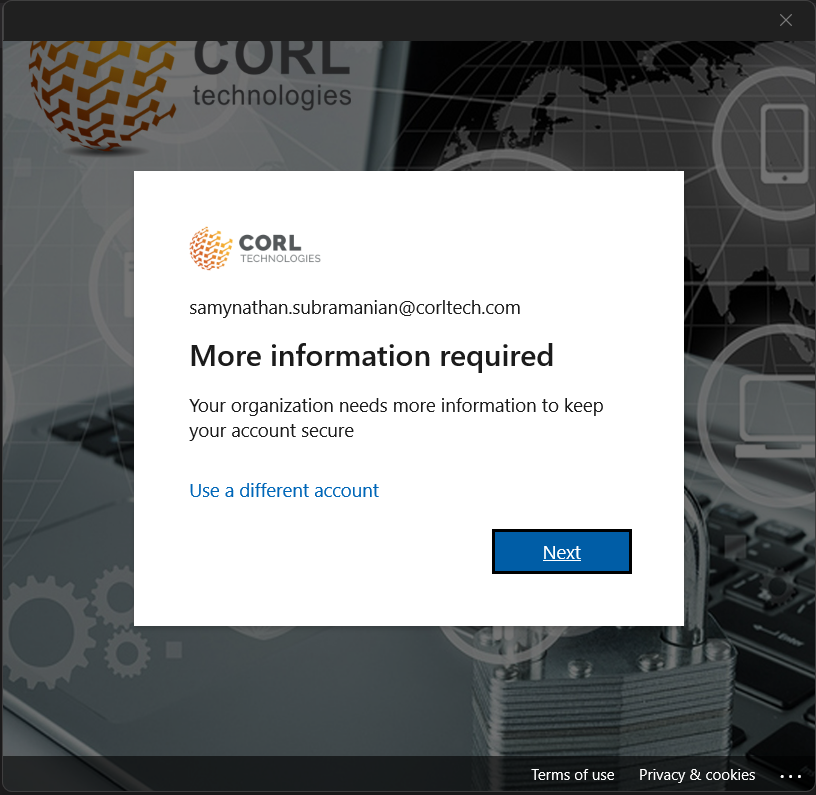 CORL
technologies
CORL
TECHNOLOGIES
samynathan.subramanian@corltech.com
More information required
Your organization needs more information to keep
your account secure
Use a different account
Next
Enter
Terms of use
Privacy & cookies
...